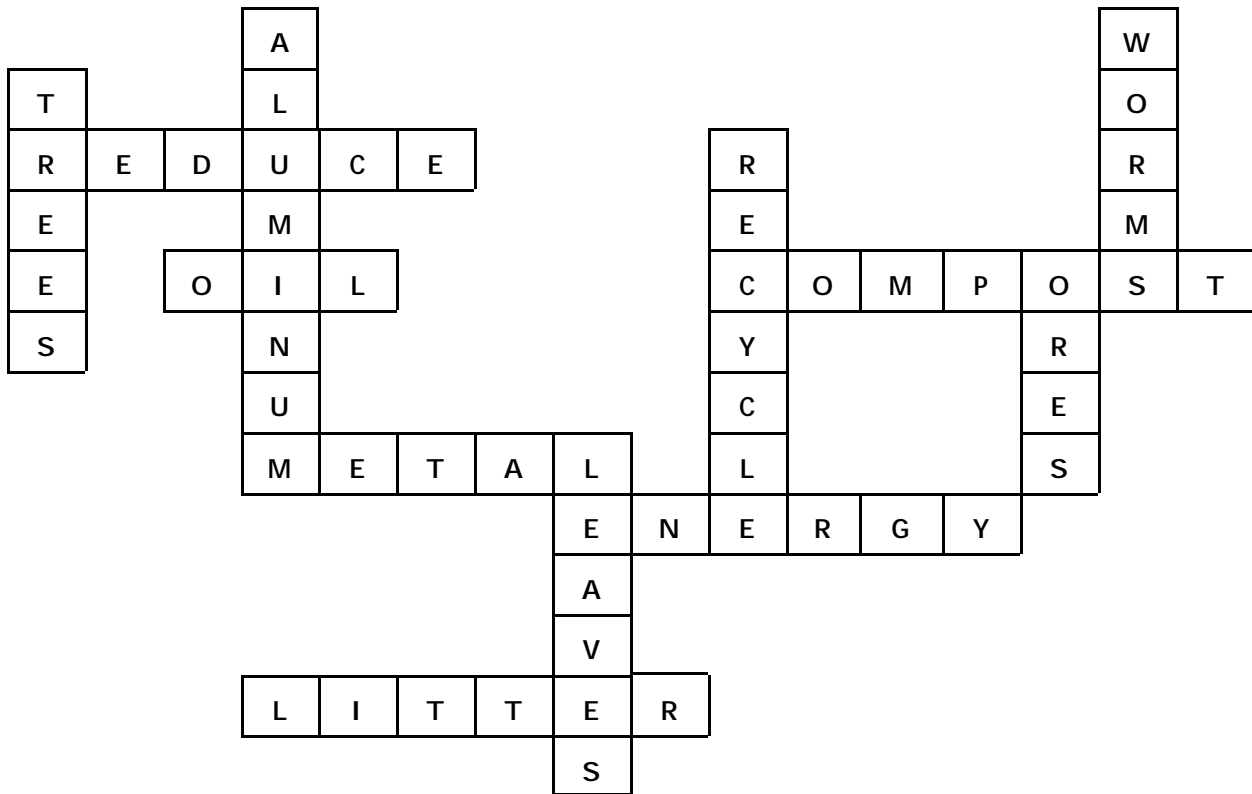 A W
T L O
R E D U C E R R
E M E M
E O I L C O M P O S T
S N Y R
U C E
M E T A L L S
E N E R G Y
A
V
L I T T E R
S